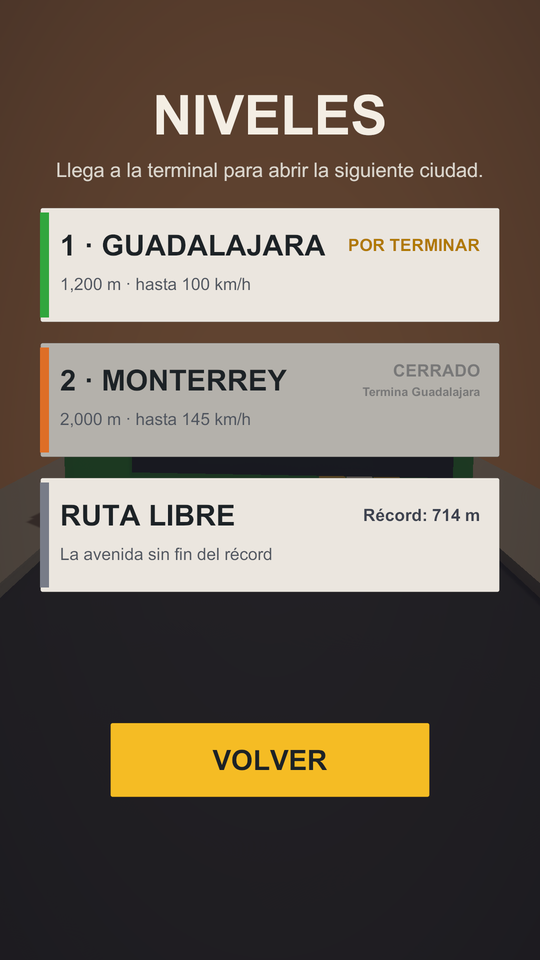 NIVELES
Llega a la terminal para abrir la siguiente ciudad.
1 · GUADALAJARA POR TERMINAR
1,200 m · hasta 100 km/h
2 · MONTERREY CERRADO
Termina Guadalajara
2,000 m · hasta 145 km/h
RUTA LIBRE Récord: 714 m
La avenida sin fin del récord
VOLVER